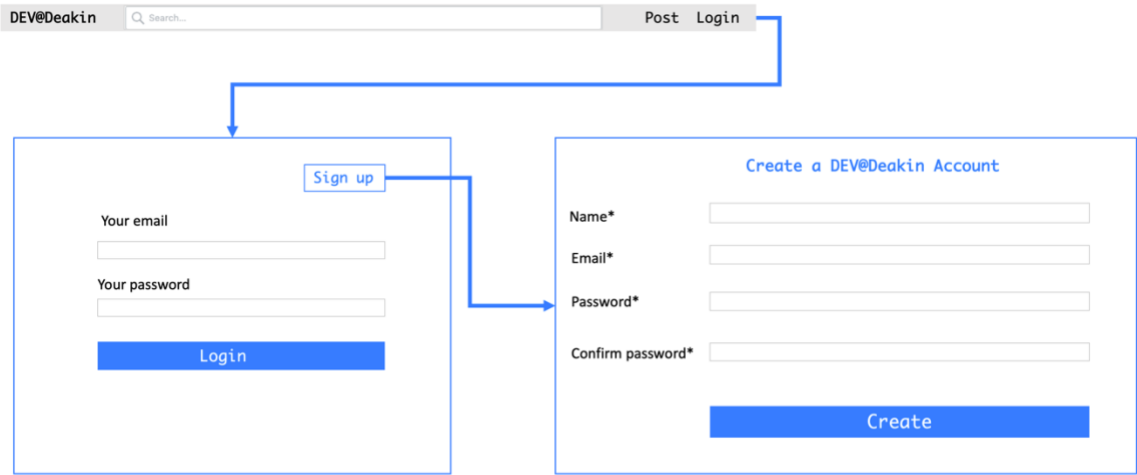 DEV@Deakin Search... Post Login
Sign up
Your email
Your password
Login
Create a DEV@Deakin Account
Name*
Email*
Password*
Confirm password*
Create